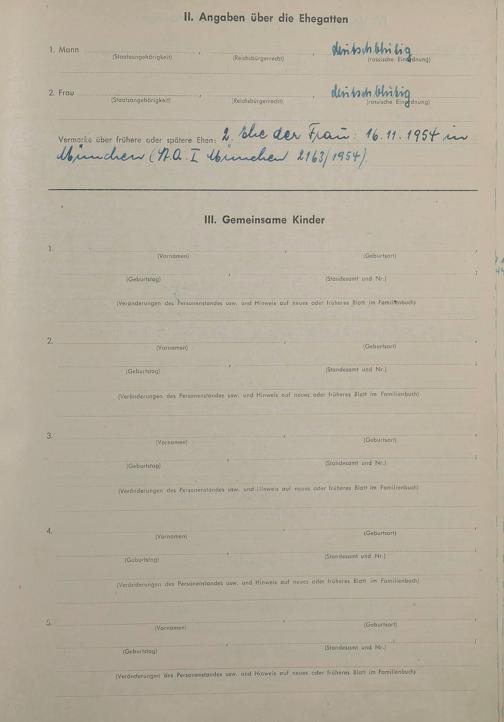 II. Angaben über die Ehegatten
1. Mann , , deutschblütig
(Staatsangehörigkeit) (Reichsbürgerrecht) (rassische Einordnung)
2. Frau , , deutschblütig
(Staatsangehörigkeit) (Reichsbürgerrecht) (rassische Einordnung)
Vermerke über frühere oder spätere Ehen: 2. Ehe der Frau: 16.11.1954 in
München (St.A. I München 2163/1954).
III. Gemeinsame Kinder
1. , ;
(Vornamen) (Geburtsort)
(Geburtstag) (Standesamt und Nr.)
(Veränderungen des Personenstandes usw. und Hinweis auf neues oder früheres Blatt im Familienbuch)
2. , ;
(Vornamen) (Geburtsort)
(Geburtstag) (Standesamt und Nr.)
(Veränderungen des Personenstandes usw. und Hinweis auf neues oder früheres Blatt im Familienbuch)
3. , ;
(Vornamen) (Geburtsort)
(Geburtstag) (Standesamt und Nr.)
(Veränderungen des Personenstandes usw. und Hinweis auf neues oder früheres Blatt im Familienbuch)
4. , ;
(Vornamen) (Geburtsort)
(Geburtstag) (Standesamt und Nr.)
(Veränderungen des Personenstandes usw. und Hinweis auf neues oder früheres Blatt im Familienbuch)
5. , ;
(Vornamen) (Geburtsort)
(Geburtstag) (Standesamt und Nr.)
(Veränderungen des Personenstandes usw. und Hinweis auf neues oder früheres Blatt im Familienbuch)